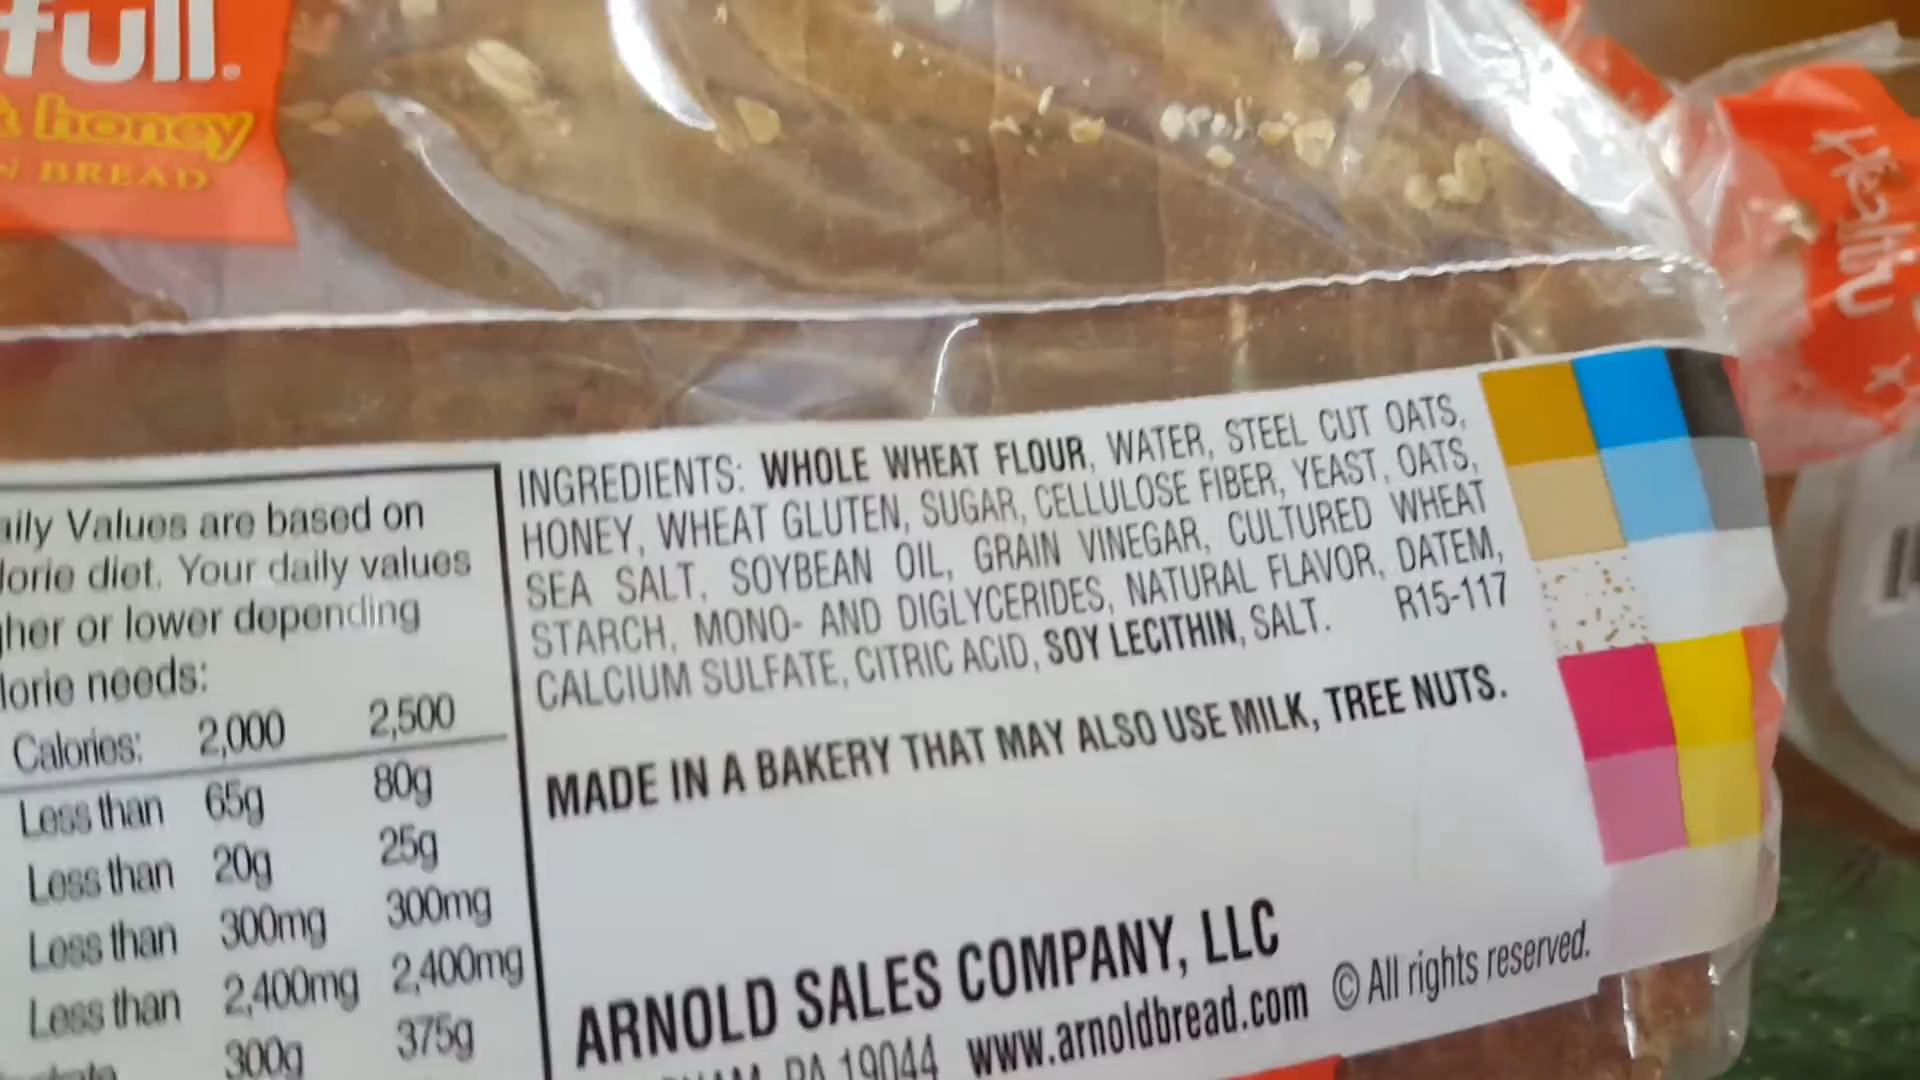 full.
& honey
BREAD
Healthy
Daily Values are based on
calorie diet. Your daily values
higher or lower depending
calorie needs:
Calories: 2,000 2,500
Less than 65g 80g
Less than 20g 25g
Less than 300mg 300mg
Less than 2,400mg 2,400mg
300g 375g
INGREDIENTS: WHOLE WHEAT FLOUR, WATER, STEEL CUT OATS,
HONEY, WHEAT GLUTEN, SUGAR, CELLULOSE FIBER, YEAST, OATS,
SEA SALT, SOYBEAN OIL, GRAIN VINEGAR, CULTURED WHEAT
STARCH, MONO- AND DIGLYCERIDES, NATURAL FLAVOR, DATEM,
CALCIUM SULFATE, CITRIC ACID, SOY LECITHIN, SALT. R15-117
MADE IN A BAKERY THAT MAY ALSO USE MILK, TREE NUTS.
ARNOLD SALES COMPANY, LLC
PA 19044 www.arnoldbread.com © All rights reserved.